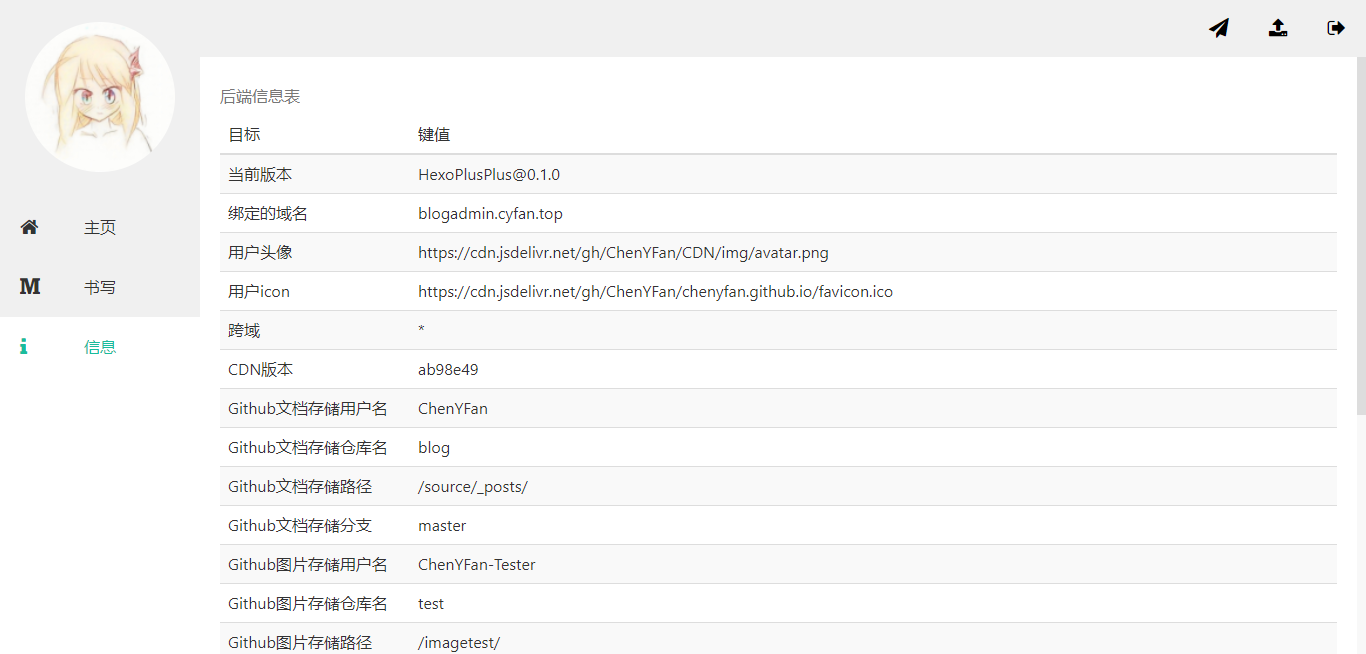 主页
书写
信息
后端信息表
目标 键值
当前版本 HexoPlusPlus@0.1.0
绑定的域名 blogadmin.cyfan.top
用户头像 https://cdn.jsdelivr.net/gh/ChenYFan/CDN/img/avatar.png
用户icon https://cdn.jsdelivr.net/gh/ChenYFan/chenyfan.github.io/favicon.ico
跨域 *
CDN版本 ab98e49
Github文档存储用户名 ChenYFan
Github文档存储仓库名 blog
Github文档存储路径 /source/_posts/
Github文档存储分支 master
Github图片存储用户名 ChenYFan-Tester
Github图片存储仓库名 test
Github图片存储路径 /imagetest/